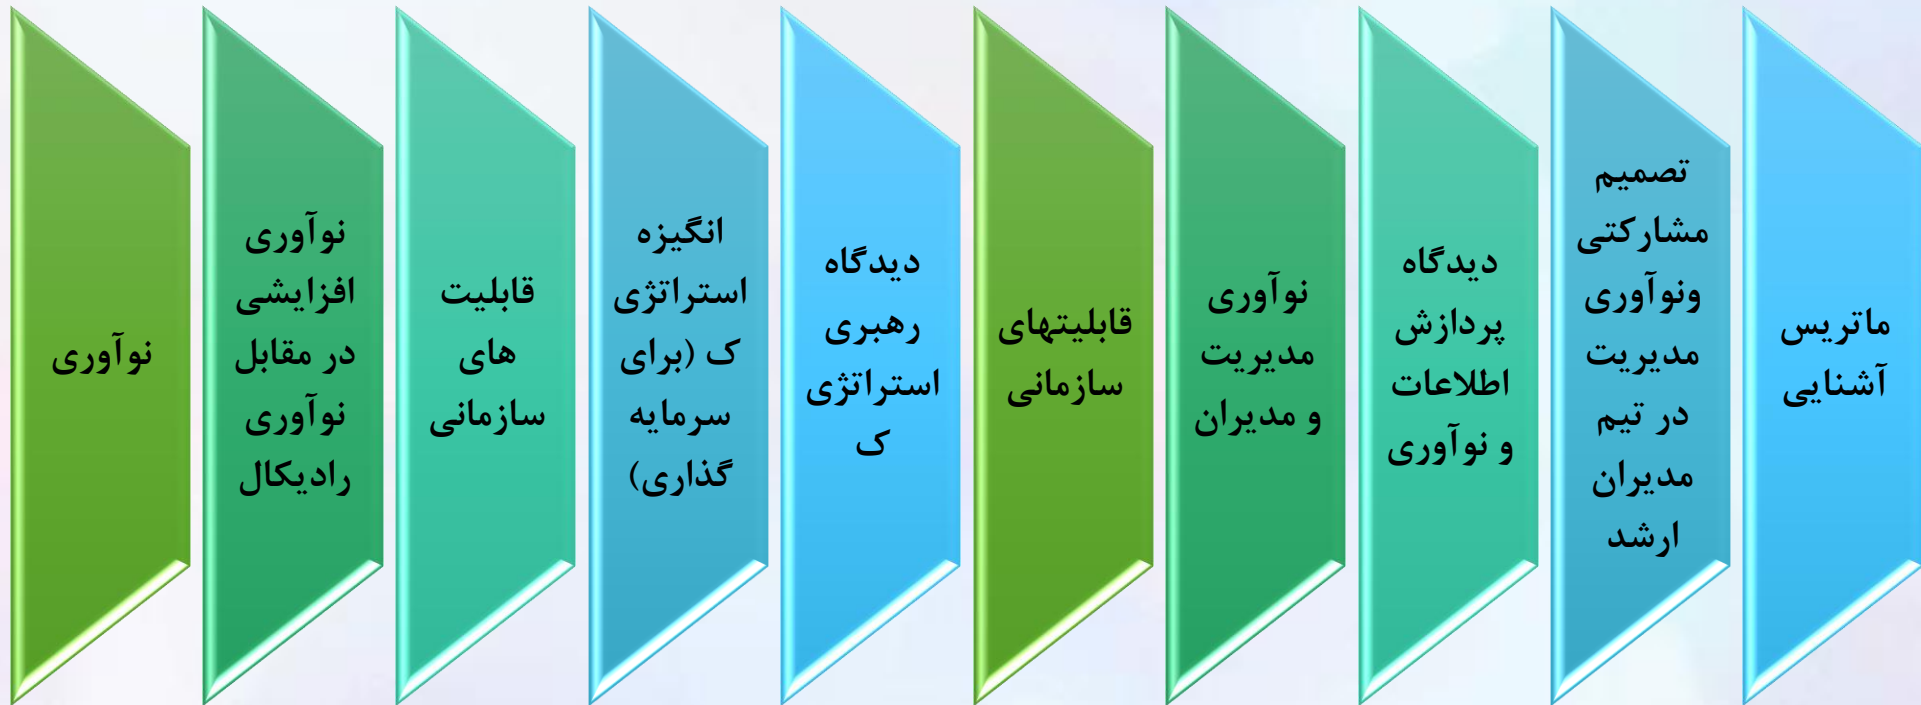 نوآوری
نوآوری
افزایشی
در مقابل
نوآوری
رادیکال
قابلیت
های
سازمانی
انگیزه
استراتژی
ک (برای
سرمایه
گذاری)
دیدگاه
رهبری
استراتژی
ک
قابلیتهای
سازمانی
نوآوری
مدیریت
و مدیران
دیدگاه
پردازش
اطلاعات
و نوآوری
تصمیم
مشارکتی
ونوآوری
مدیریت
در تیم
مدیران
ارشد
ماتریس
آشنایی